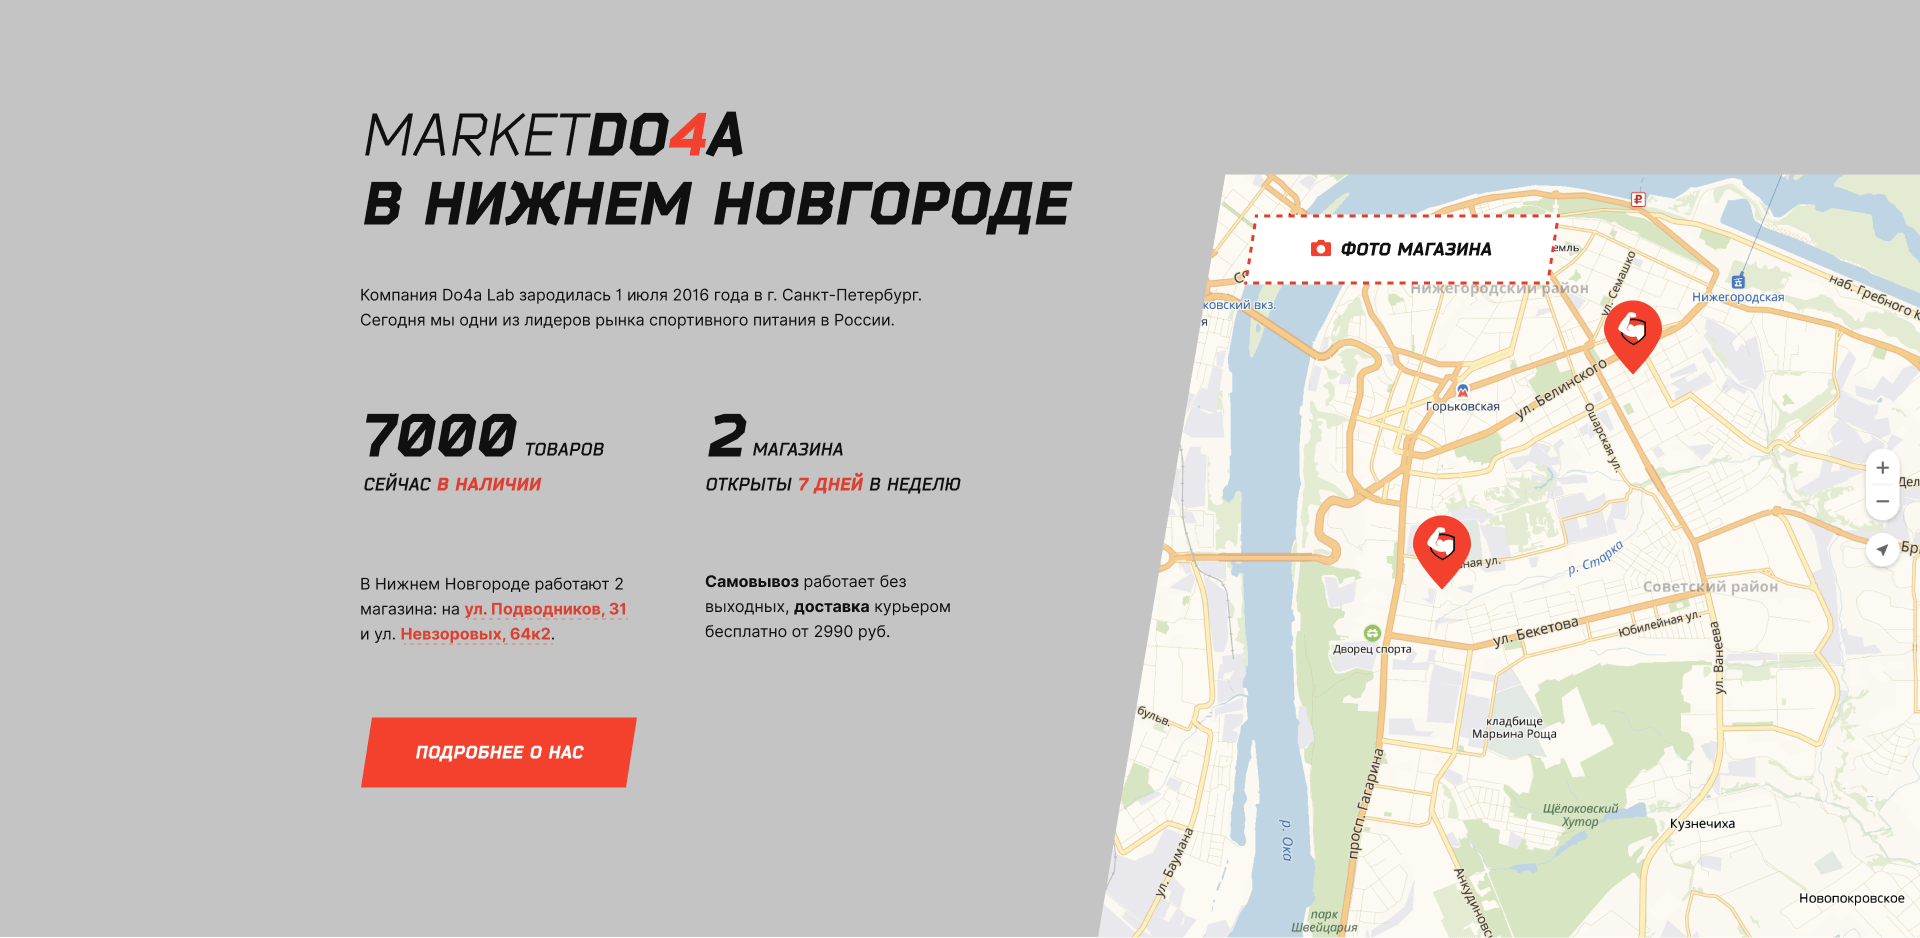 MARKETDO4A
В НИЖНЕМ НОВГОРОДЕ
Компания Do4a Lab зародилась 1 июля 2016 года в г. Санкт-Петербург.
Сегодня мы одни из лидеров рынка спортивного питания в России.
7000 ТОВАРОВ
СЕЙЧАС В НАЛИЧИИ
2 МАГАЗИНА
ОТКРЫТЫ 7 ДНЕЙ В НЕДЕЛЮ
В Нижнем Новгороде работают 2
магазина: на ул. Подводников, 31
и ул. Невзоровых, 64к2.
Самовывоз работает без
выходных, доставка курьером
бесплатно от 2990 руб.
ПОДРОБНЕЕ О НАС
ФОТО МАГАЗИНА
емль
Нижегородский район
ул. Семашко
Нижегородская
наб. Гребного К
ковский вкз.
я
ул. Белинского
Горьковская
Ошарская ул.
Дел
Бр
ная ул.
р. Старка
Советский район
ул. Бекетова
Юбилейная ул.
ул. Ванеева
Дворец спорта
бульв.
кладбище
Марьина Роща
просп. Гагарина
Щёлоковский
Хутор
Кузнечиха
р. Ока
ул. Баумана
Анкудиновс
Новопокровское
парк
Швейцария